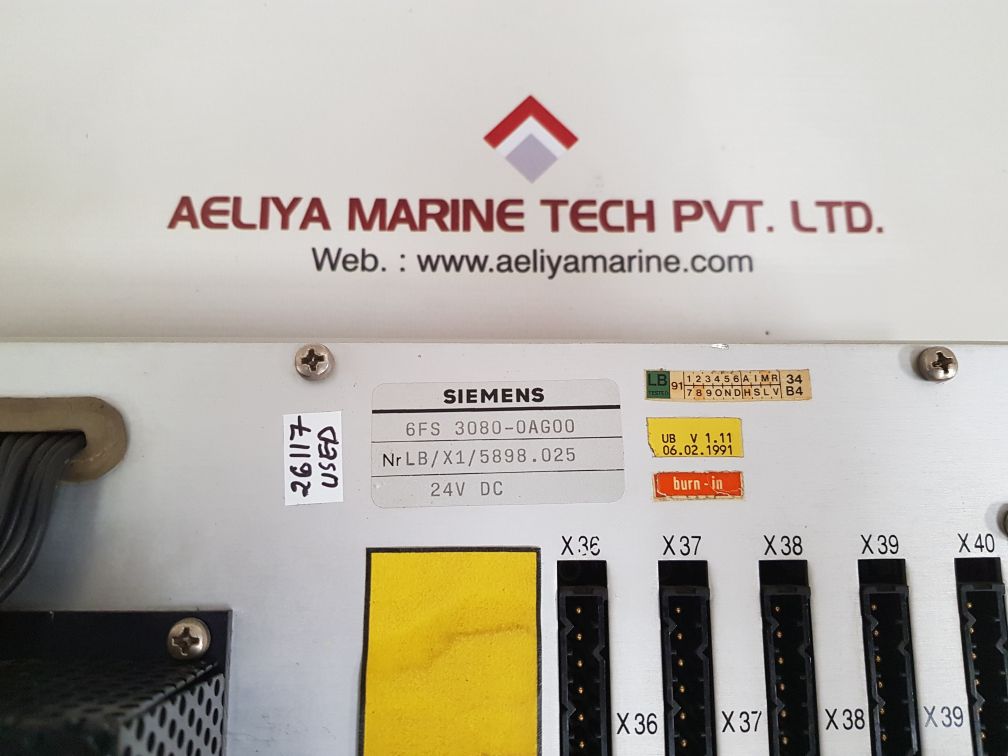 AELIYA MARINE TECH PVT. LTD.
Web. : www.aeliyamarine.com
SIEMENS
6FS 3080-0AG00
Nr LB/X1/5898.025
24V DC
26117
USED
LB
TESTED
91
1 2 3 4 5 6 A J M R
7 8 9 O N D H S L V
34
B4
UB V 1.11
06.02.1991
burn-in
X36 X37 X38 X39 X40
X36 X37 X38 X39